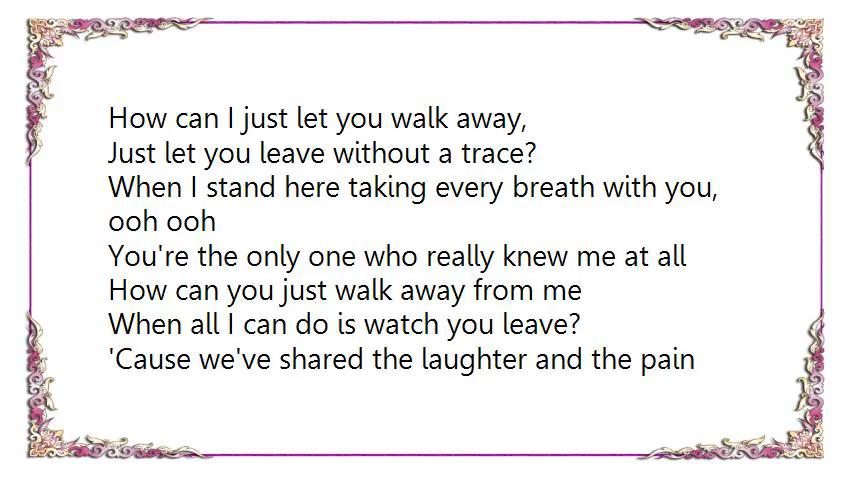 How can I just let you walk away,
Just let you leave without a trace?
When I stand here taking every breath with you,
ooh ooh
You're the only one who really knew me at all
How can you just walk away from me
When all I can do is watch you leave?
'Cause we've shared the laughter and the pain